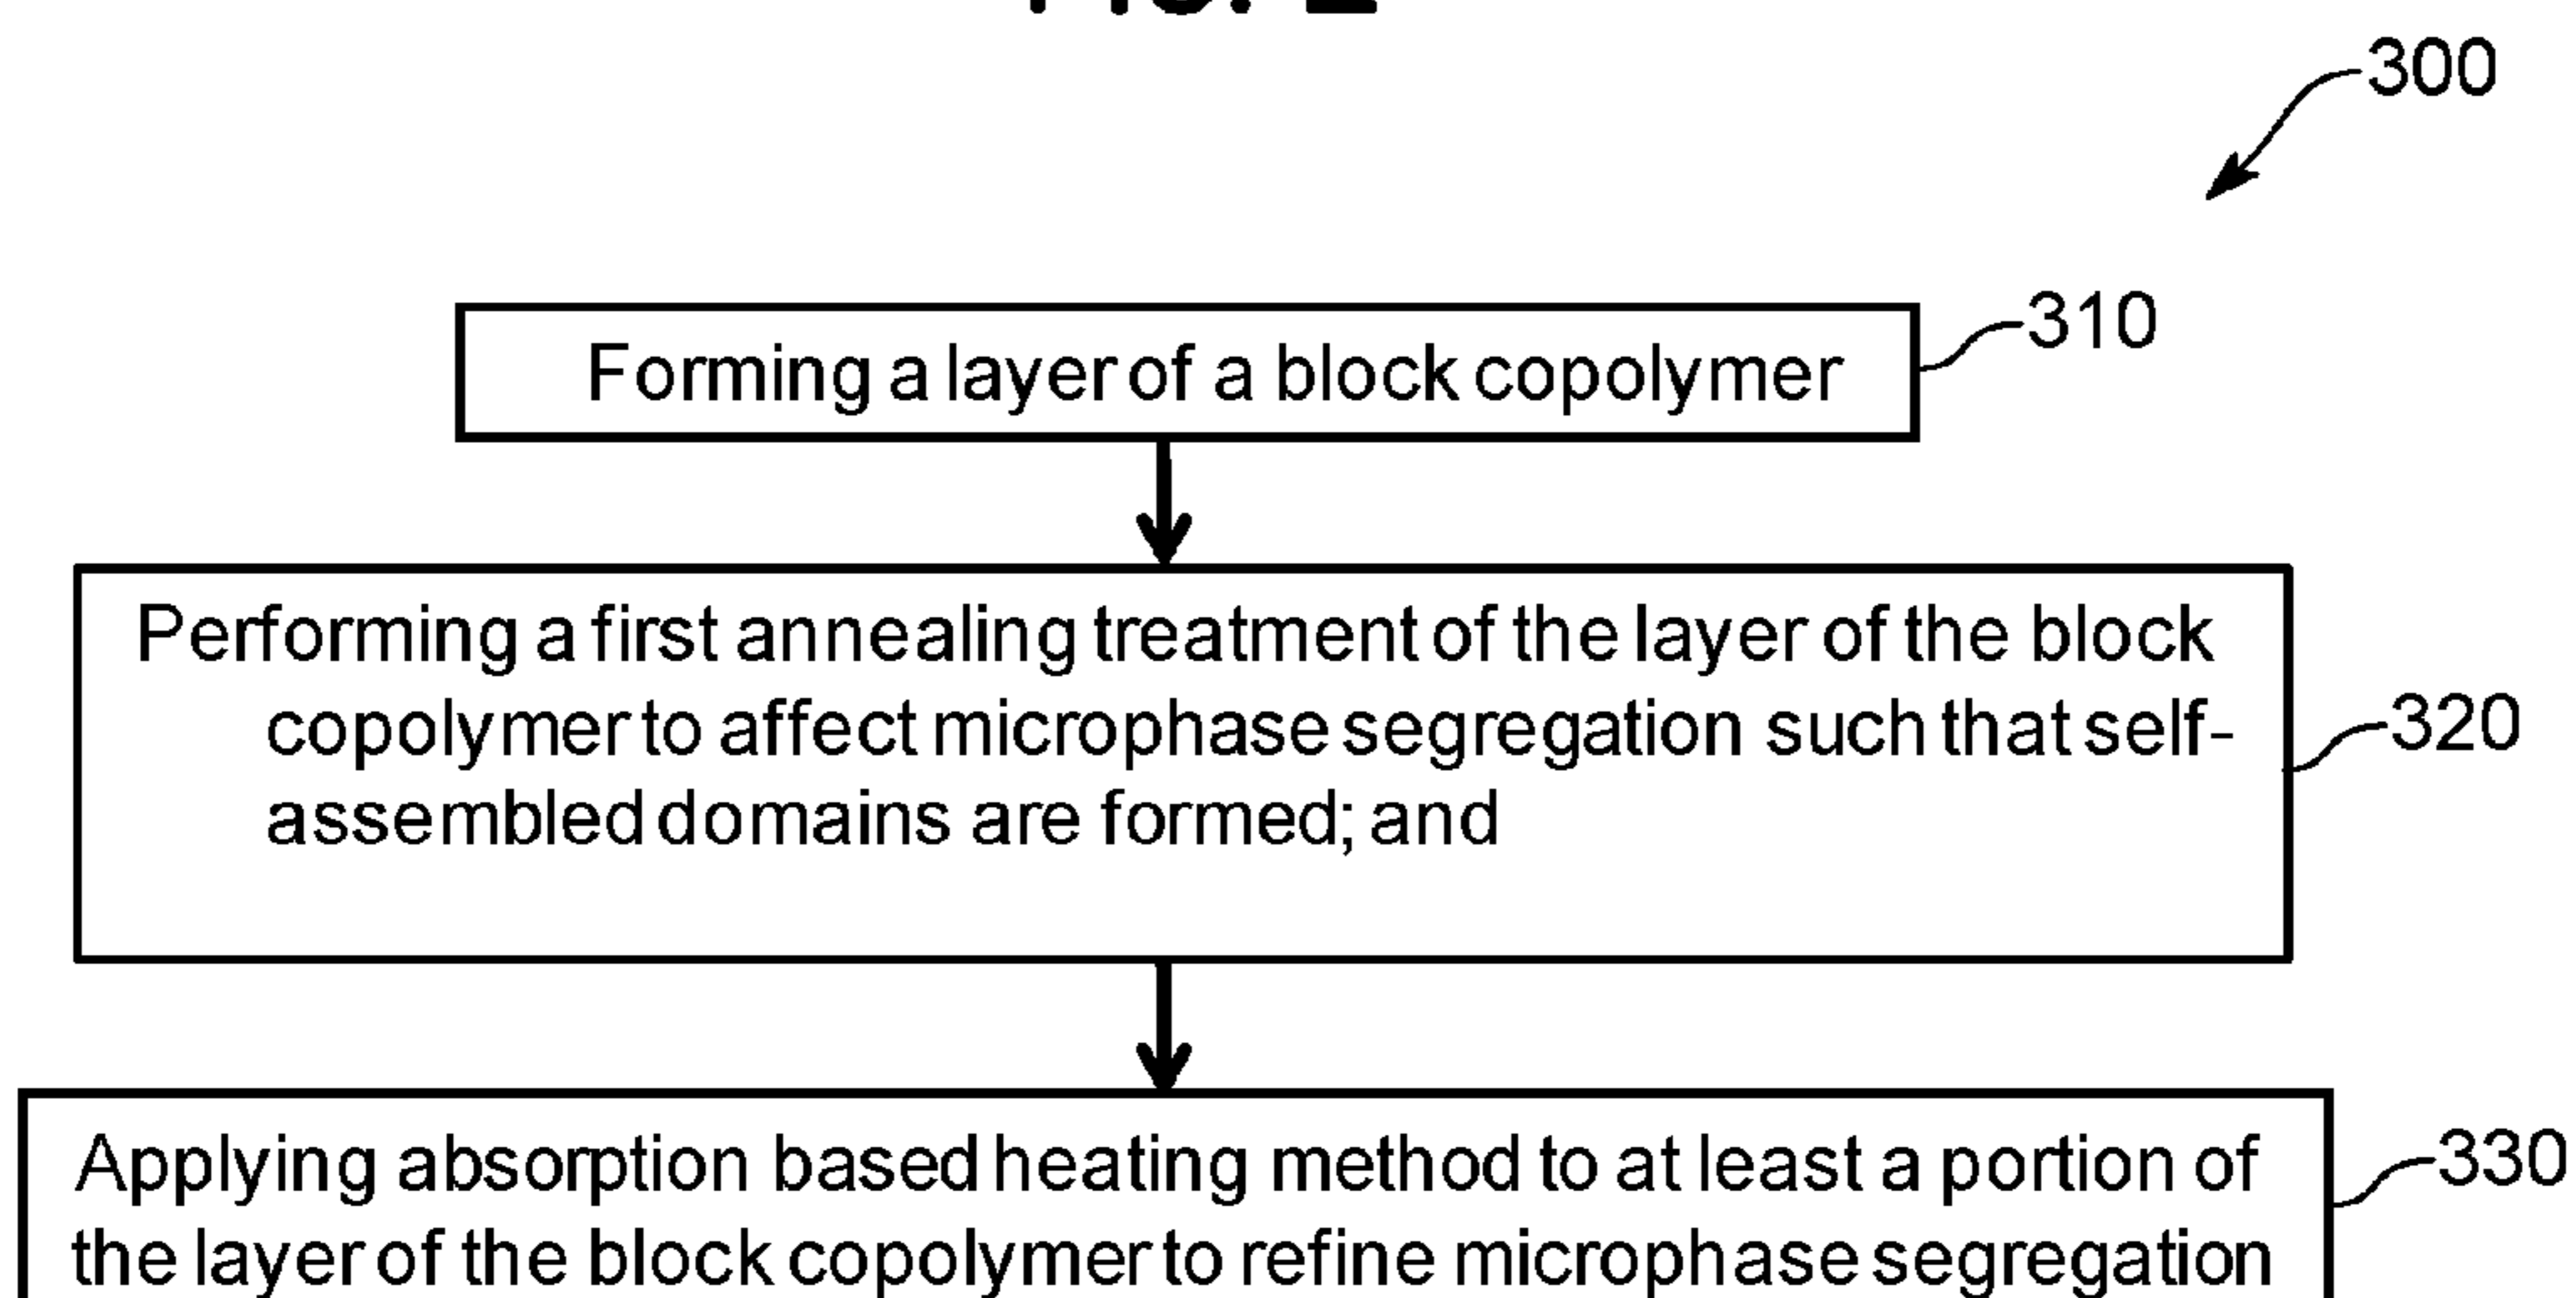 300
Forming a layer of a block copolymer
310
Performing a first annealing treatment of the layer of the block
copolymer to affect microphase segregation such that self-
assembled domains are formed; and
320
Applying absorption based heating method to at least a portion of
330
the layer of the block copolymer to refine microphase segregation